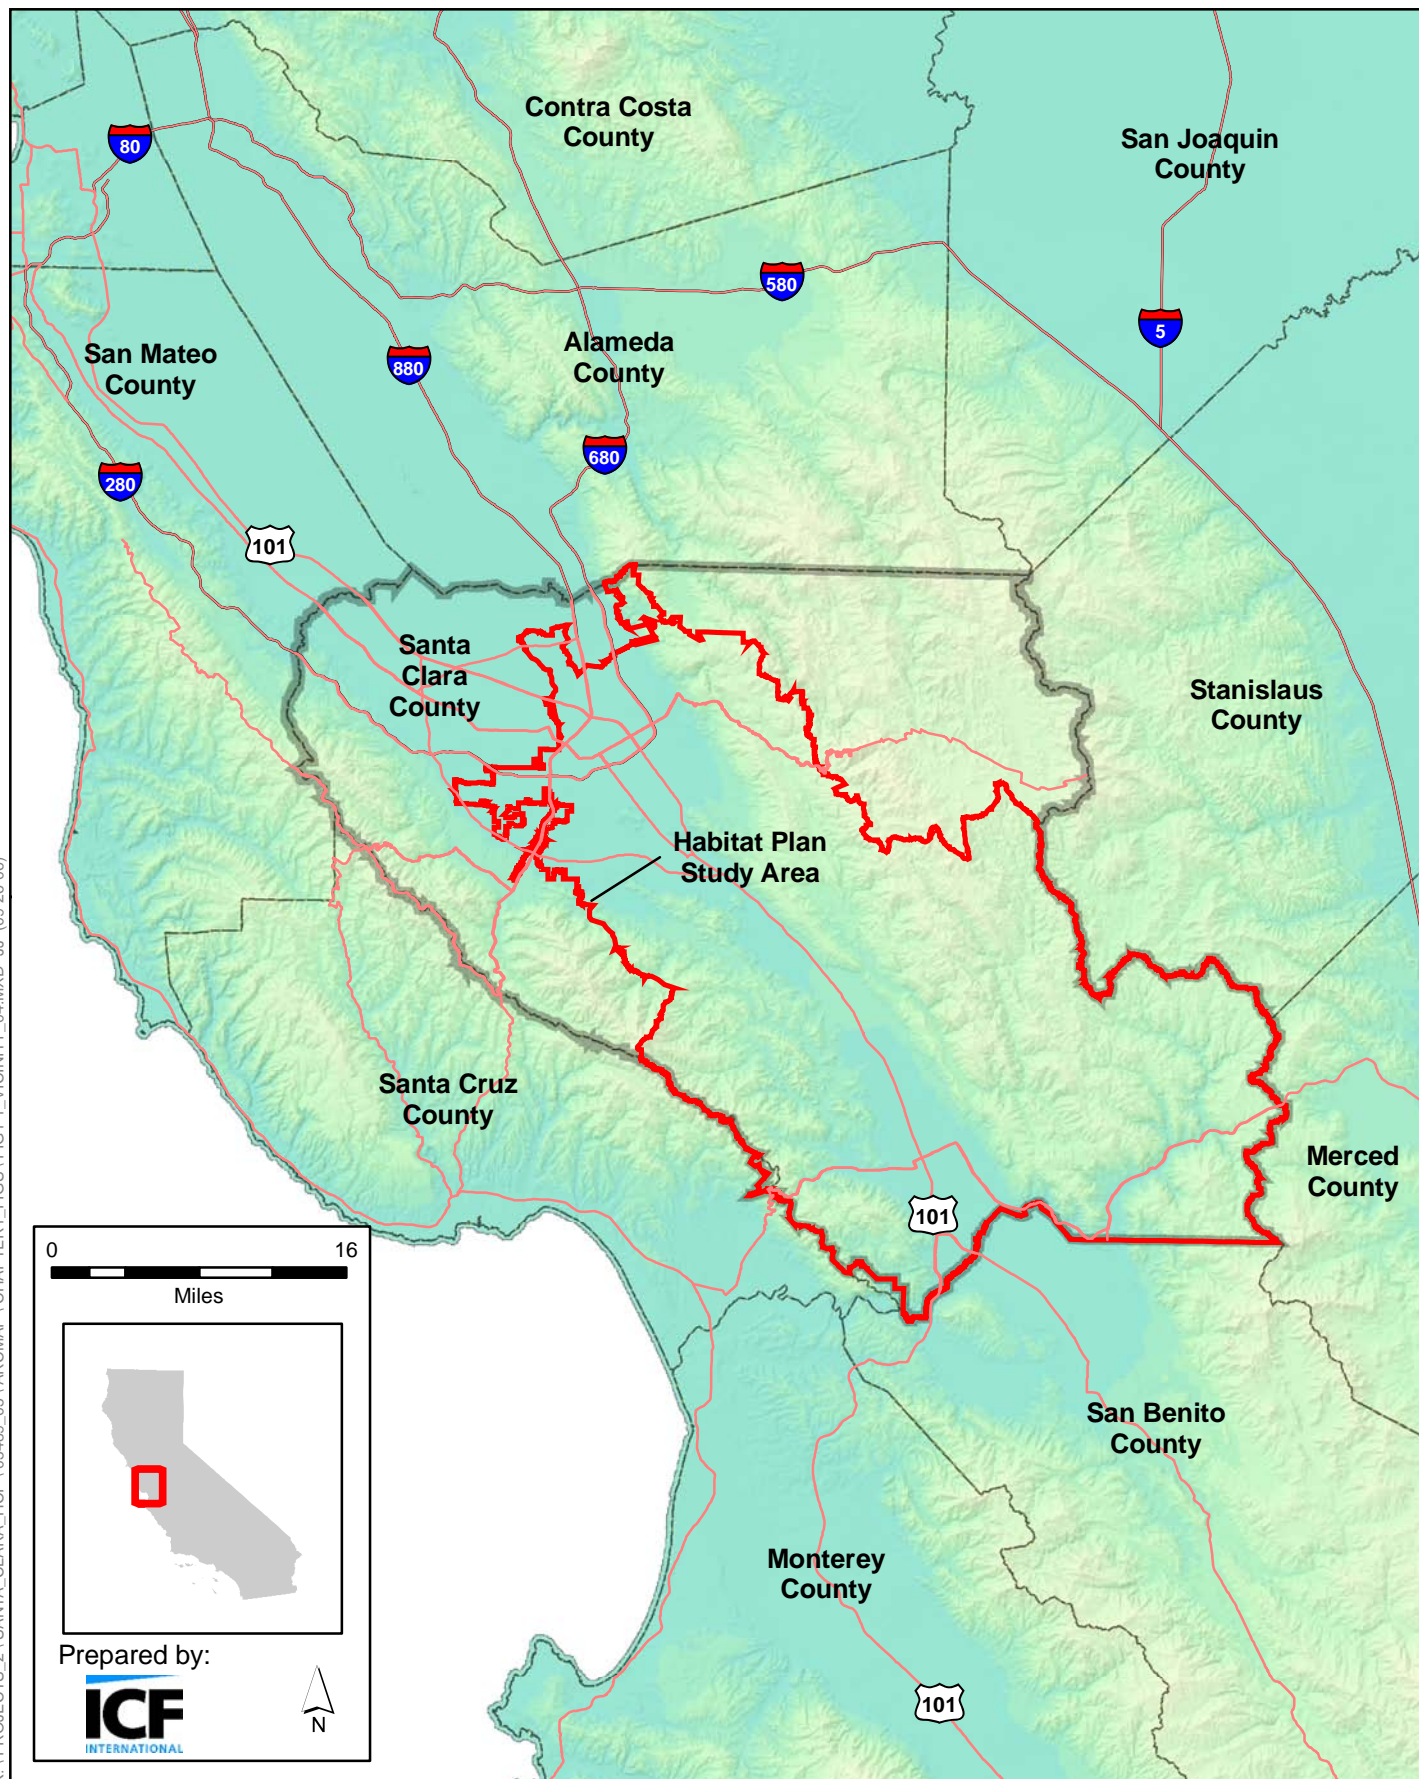 Contra Costa
County
San Joaquin
County
80
580
5
San Mateo
County
880
Alameda
County
680
280
101
Santa
Clara
County
Stanislaus
County
Habitat Plan
Study Area
Santa Cruz
County
Merced
County
101
0 16
Miles
San Benito
County
Monterey
County
101
Prepared by:
ICF
INTERNATIONAL
N